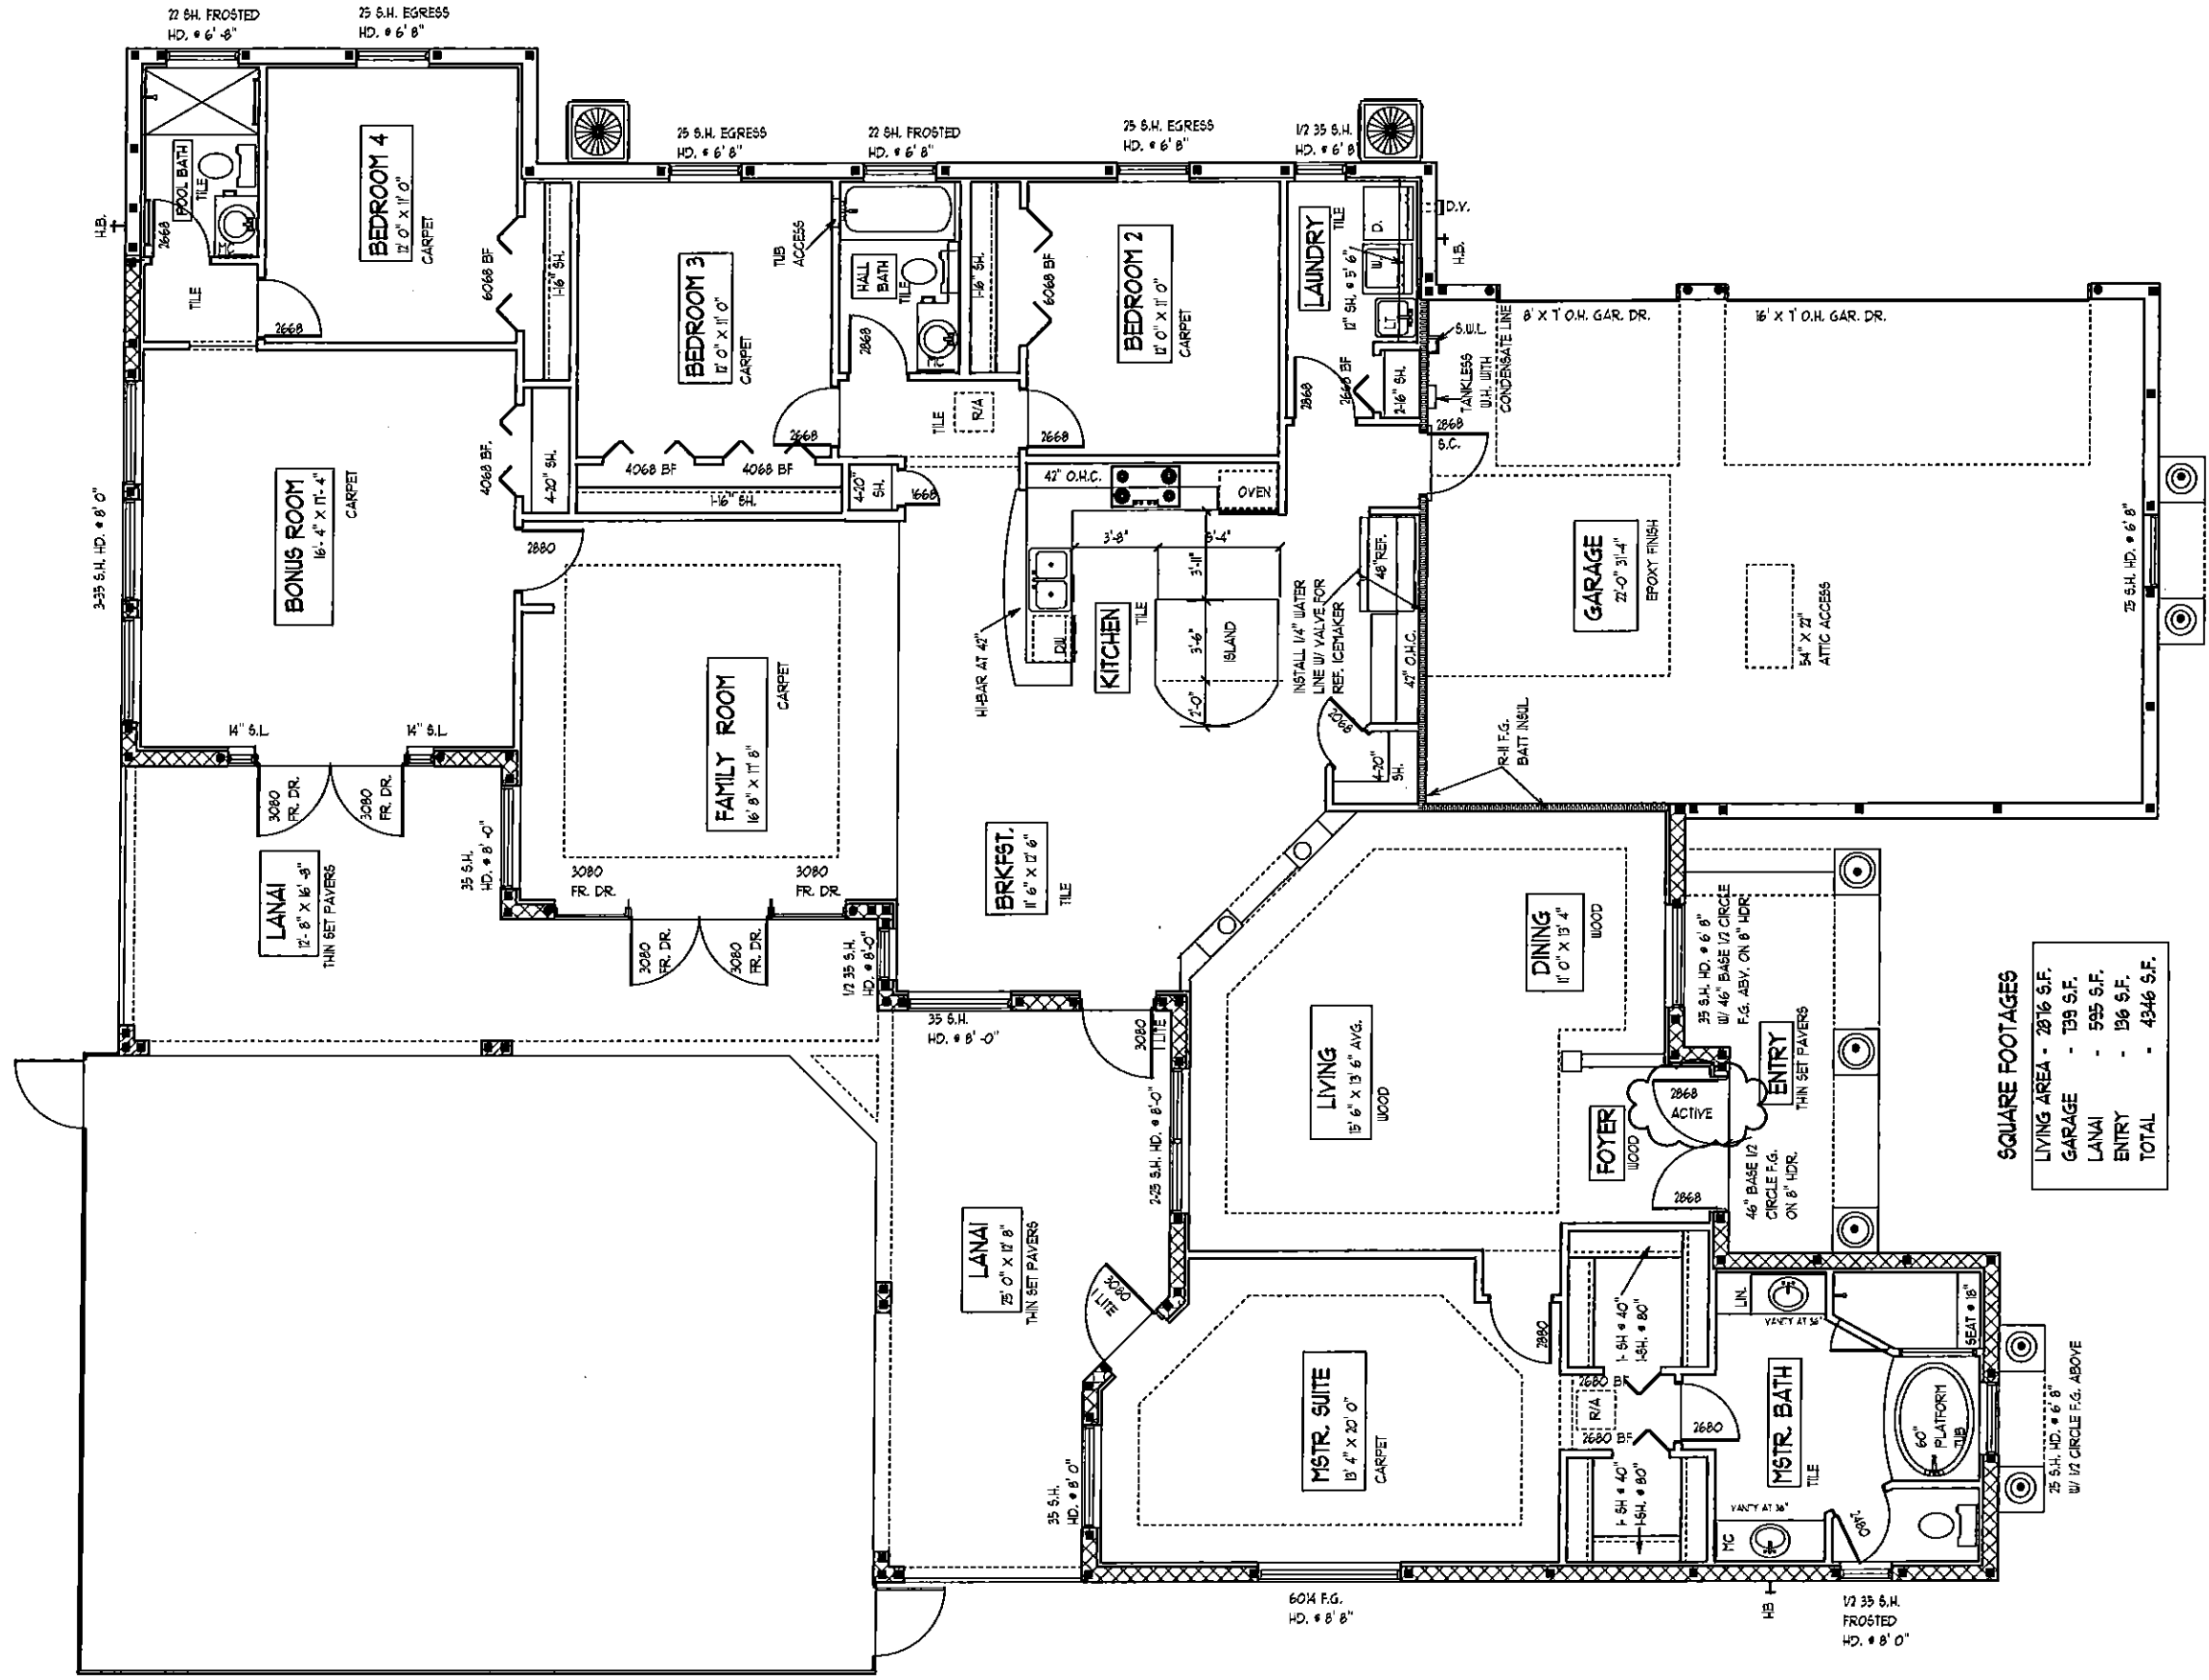 22 SH. FROSTED
HD. @ 6'-8"
25 S.H. EGRESS
HD. @ 6' 8"
25 S.H. EGRESS
HD. @ 6' 8"
22 SH. FROSTED
HD. @ 6' 8"
25 S.H. EGRESS
HD. @ 6' 8"
1/2 35 S.H.
HD. @ 6' 8"
H.B.
POOL BATH
TILE
2668
MC
TILE
2668
BEDROOM 4
12' 0" X 11' 0"
CARPET
6068 BF
1-16" SH.
BEDROOM 3
12' 0" X 11' 0"
CARPET
TUB
ACCESS
2668
4068 BF
4068 BF
1-16" SH.
HALL
BATH
TILE
2868
MC
1-16" SH.
6068 BF
BEDROOM 2
12' 0" X 11' 0"
CARPET
2668
TILE
R/A
4-20"
SH.
1668
LAUNDRY
TILE
12" SH. @ 5' 6"
D.
W.
LT
D.V.
H.B.
2868
2668 BF
2-16" SH.
S.W.L.
TANKLESS
W.H. WITH
CONDENSATE LINE
2868
S.C.
8' X 7' O.H. GAR. DR.
16' X 7' O.H. GAR. DR.
3-35 S.H. HD. @ 8' 0"
BONUS ROOM
16'- 4" X 17'- 4"
CARPET
4068 BF.
4-20" SH.
2880
14" S.L.
14" S.L.
3080
FR. DR.
3080
FR. DR.
FAMILY ROOM
16' 8" X 17' 8"
CARPET
35 S.H.
HD. @ 8' -0"
3080
FR. DR.
3080
FR. DR.
3080
FR. DR.
3080
FR. DR.
42" O.H.C.
OVEN
3'-8"
5'-4"
3'-11"
3'-6"
2'-0"
ISLAND
DW
HI-BAR AT 42"
KITCHEN
TILE
INSTALL 1/4" WATER
LINE W/ VALVE FOR
REF. ICEMAKER
48" REF.
42" O.H.C.
2068
4-20"
SH.
GARAGE
22'-0" 31'-4"
EPOXY FINISH
54" X 22"
ATTIC ACCESS
25 S.H. HD. @ 6' 8"
R-11 F.G.
BATT INSUL
LANAI
12'- 8" X 16' -8"
THIN SET PAVERS
BRKFST.
11' 6" X 12' 6"
TILE
1/2 35 S.H.
HD. @ 8'-0"
35 S.H.
HD. @ 8' -0"
3080
1 LITE
2-25 S.H. HD. @ 8'-0"
LIVING
15' 6" X 13' 6" AVG.
WOOD
DINING
11' 0" X 13' 4"
WOOD
35 S.H. HD. @ 6' 8"
W/ 46" BASE 1/2 CIRCLE
F.G. ABV. ON 8" HDR.
FOYER
WOOD
2868
ACTIVE
2868
ENTRY
THIN SET PAVERS
46" BASE 1/2
CIRCLE F.G.
ON 8" HDR.
SQUARE FOOTAGES
LIVING AREA - 2876 S.F.
GARAGE - 739 S.F.
LANAI - 595 S.F.
ENTRY - 136 S.F.
TOTAL - 4346 S.F.
LANAI
25' 0" X 12' 8"
THIN SET PAVERS
3080
1 LITE
35 S.H.
HD. @ 8' 0"
MSTR. SUITE
13' 4" X 20' 0"
CARPET
2880
1- SH @ 40"
1-SH. @ 80"
2680 BF
R/A
2680 BF
2680
1- SH @ 40"
1-SH. @ 80"
LIN.
VANITY AT 36"
MSTR. BATH
TILE
SEAT @ 18"
60"
PLATFORM
TUB
VANITY AT 36"
MC
2480
25 S.H. HD. @ 6' 8"
W/ 1/2 CIRCLE F.G. ABOVE
6014 F.G.
HD. @ 8' 8"
HB
1/2 35 S.H.
FROSTED
HD. @ 8' 0"